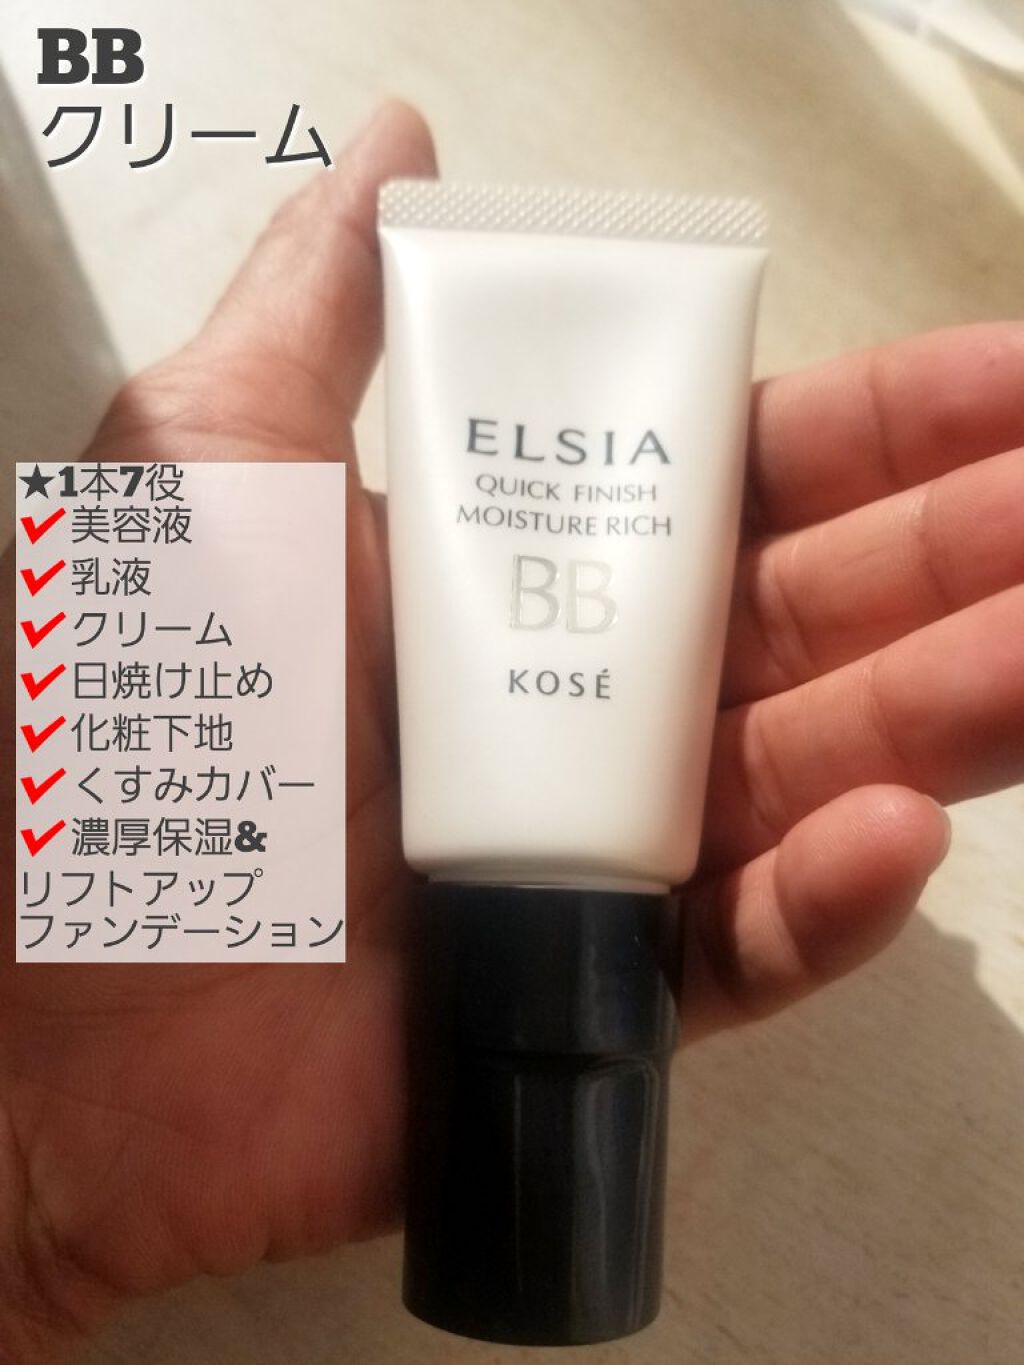 BB
クリーム
★1本7役
✔美容液
✔乳液
✔クリーム
✔日焼け止め
✔化粧下地
✔くすみカバー
✔濃厚保湿&
リフトアップ
ファンデーション
ELSIA
QUICK FINISH
MOISTURE RICH
BB
KOSÉ